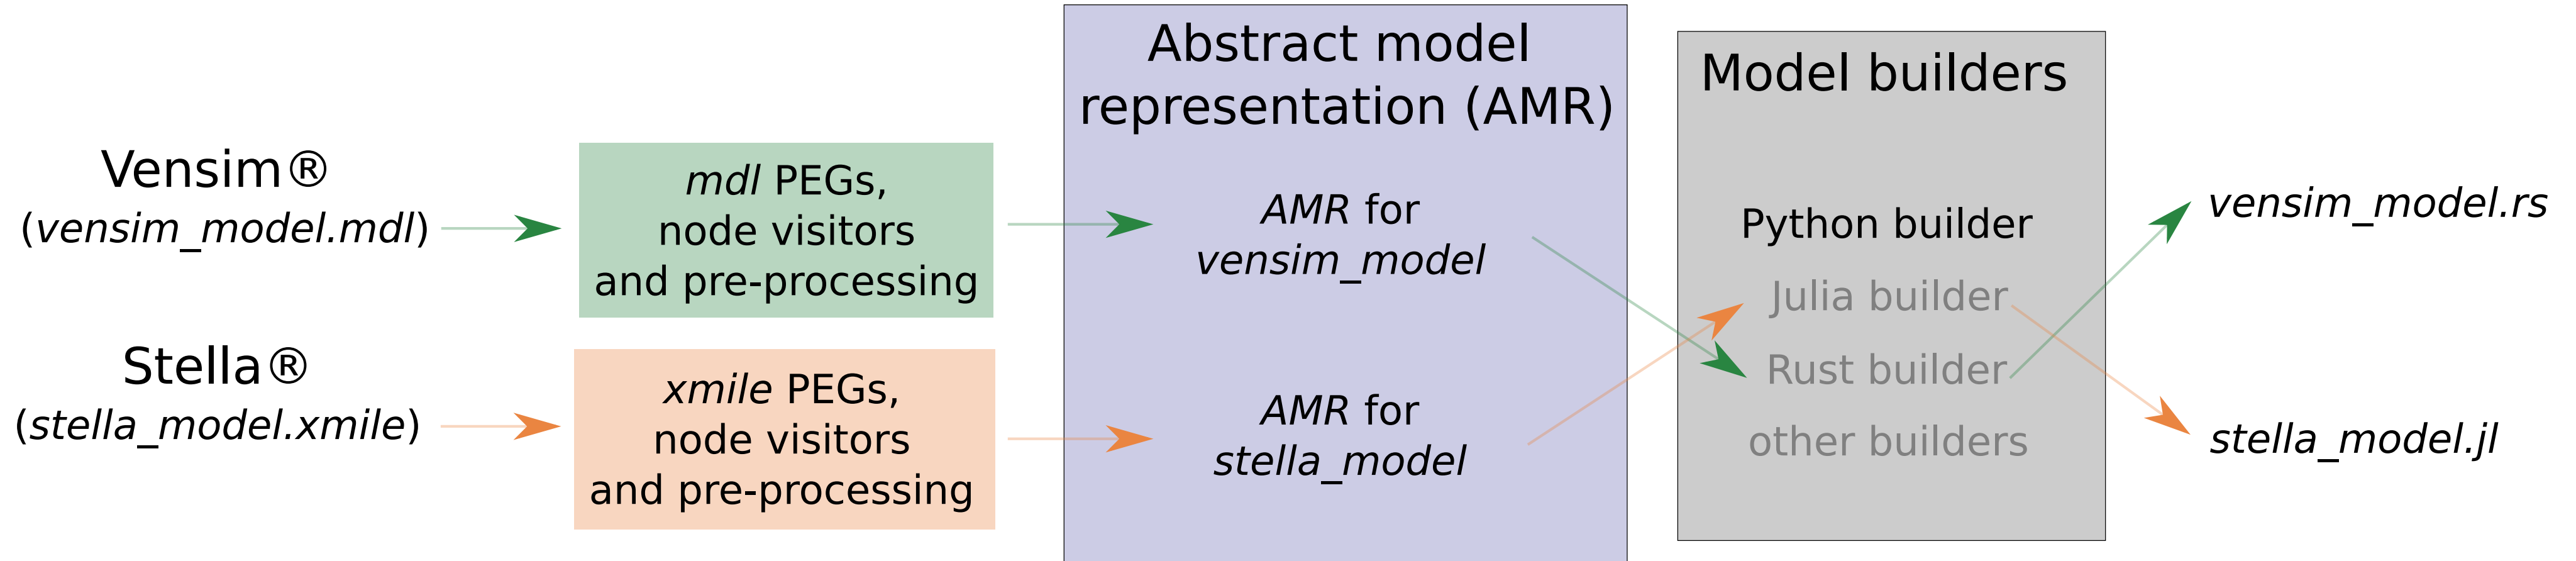 Vensim®
(vensim_model.mdl)
Stella®
(stella_model.xmile)
mdl PEGs,
node visitors
and pre-processing
xmile PEGs,
node visitors
and pre-processing
Abstract model
representation (AMR)
AMR for
vensim_model
AMR for
stella_model
Model builders
Python builder
Julia builder
Rust builder
other builders
vensim_model.rs
stella_model.jl